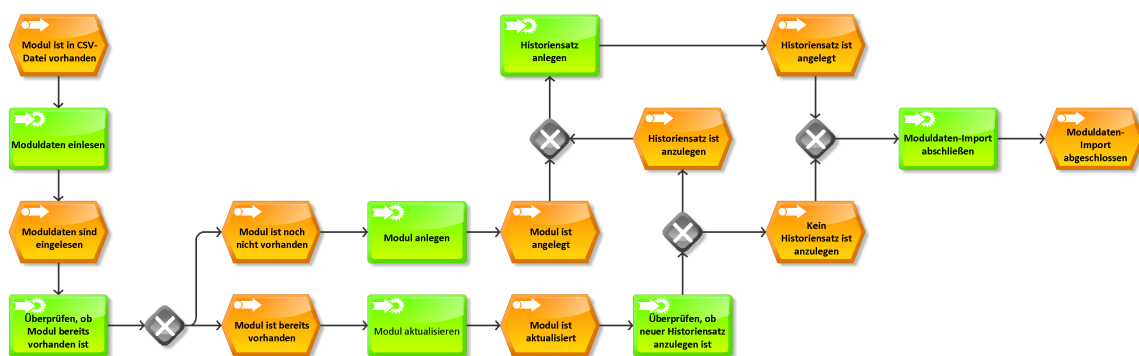 Modul ist in CSV-
Datei vorhanden
Moduldaten einlesen
Moduldaten sind
eingelesen
Überprüfen, ob
Modul bereits
vorhanden ist
Modul ist noch
nicht vorhanden
Modul ist bereits
vorhanden
Modul anlegen
Modul aktualisieren
Modul ist
angelegt
Modul ist
aktualisiert
Überprüfen, ob
neuer Historiensatz
anzulegen ist
Historiensatz ist
anzulegen
Kein
Historiensatz ist
anzulegen
Historiensatz
anlegen
Historiensatz ist
angelegt
Moduldaten-Import
abschließen
Moduldaten-
Import
abgeschlossen